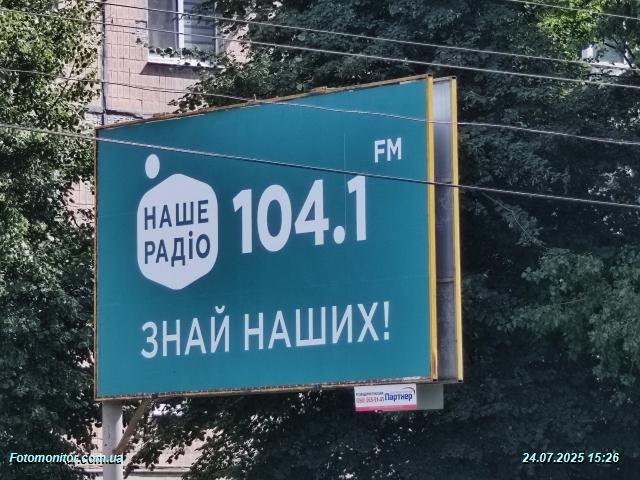 FM
НАШЕ
РАДІО
104.1
ЗНАЙ НАШИХ!
Партнер
Fotomonitor.com.ua
24.07.2025 15:26